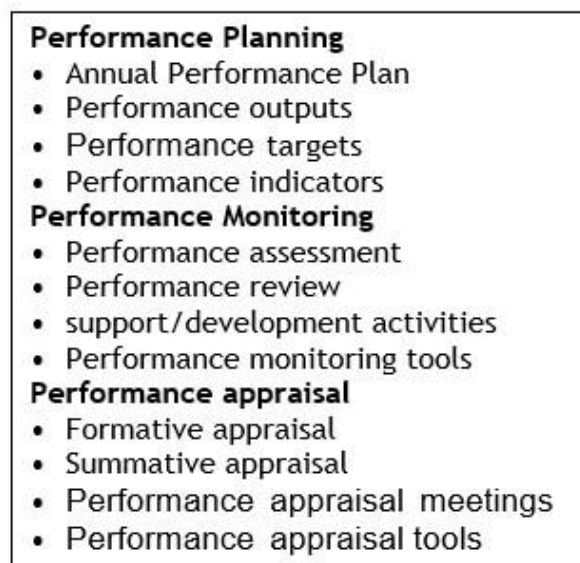 Performance Planning
• Annual Performance Plan
• Performance outputs
• Performance targets
• Performance indicators
Performance Monitoring
• Performance assessment
• Performance review
• support/development activities
• Performance monitoring tools
Performance appraisal
• Formative appraisal
• Summative appraisal
• Performance appraisal meetings
• Performance appraisal tools